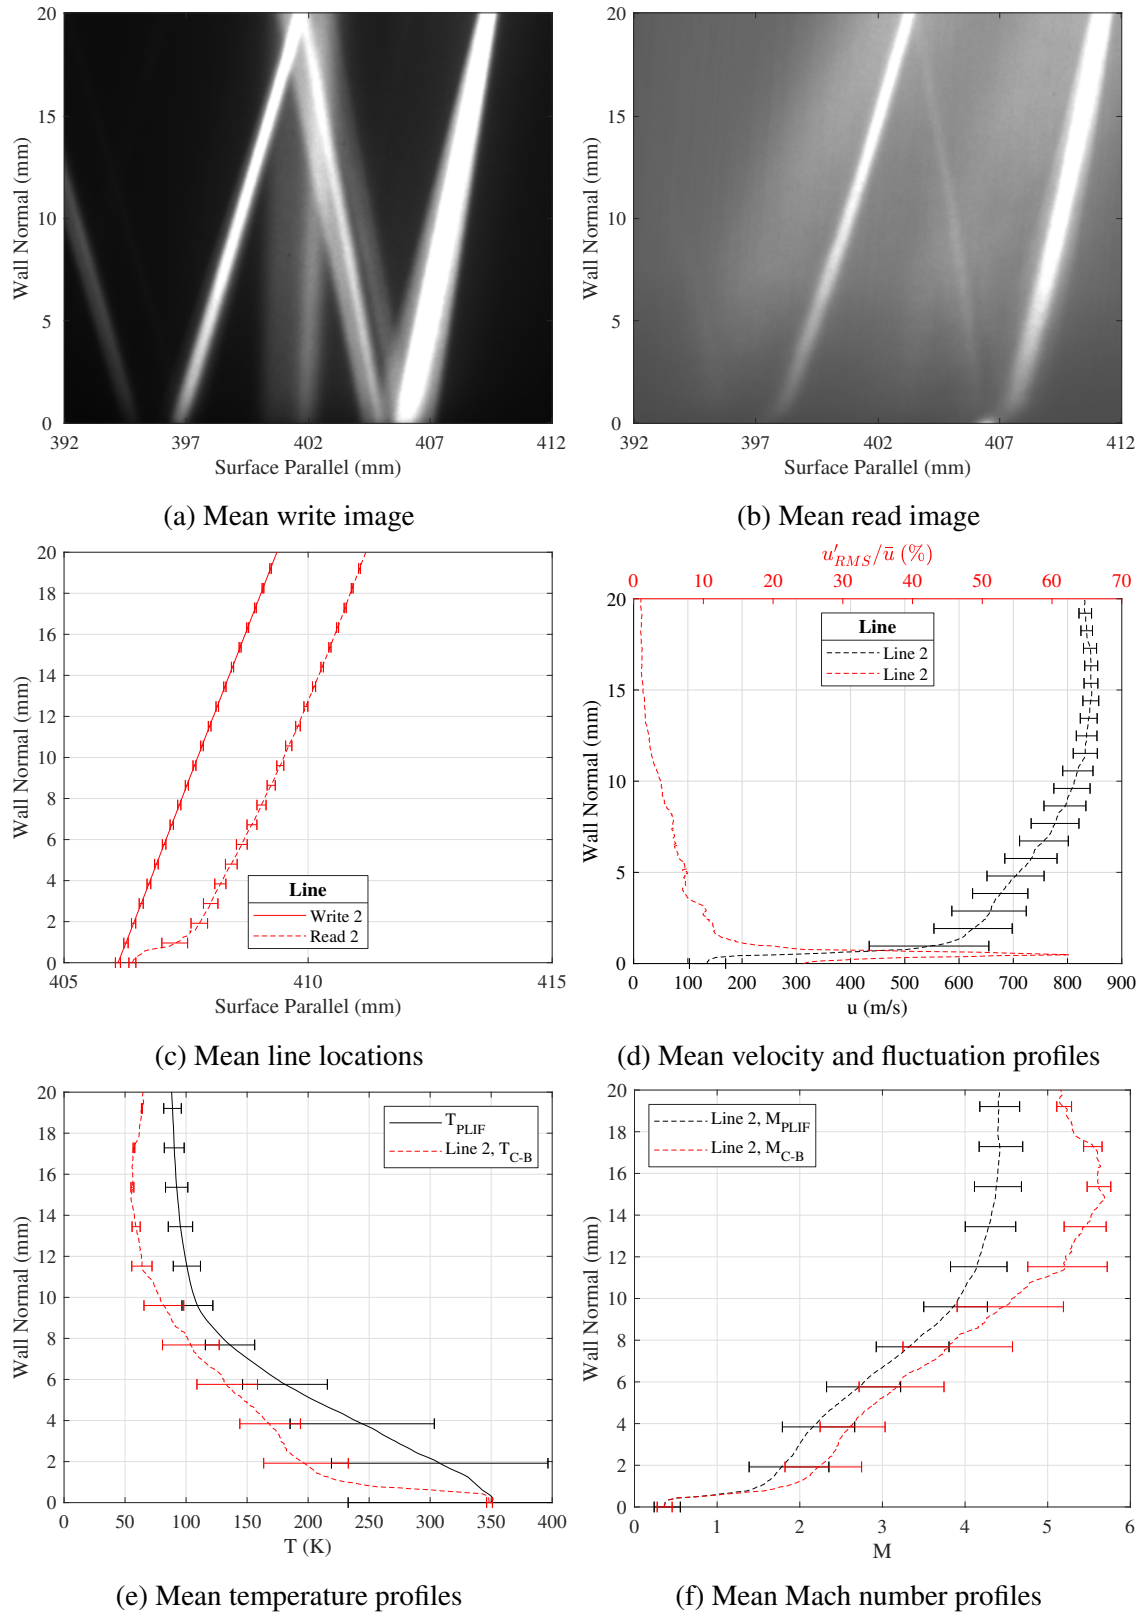 20
15
10
5
0
Wall Normal (mm)
392 397 402 407 412
Surface Parallel (mm)
(a) Mean write image
20
15
10
5
0
Wall Normal (mm)
392 397 402 407 412
Surface Parallel (mm)
(b) Mean read image
20
18
16
14
12
10
8
6
4
2
0
Wall Normal (mm)
Line
Write 2
Read 2
405 410 415
Surface Parallel (mm)
(c) Mean line locations
u'RMS/ū (%)
0 10 20 30 40 50 60 70
20
15
10
5
0
Wall Normal (mm)
Line
Line 2
Line 2
0 100 200 300 400 500 600 700 800 900
u (m/s)
(d) Mean velocity and fluctuation profiles
20
18
16
14
12
10
8
6
4
2
0
Wall Normal (mm)
TPLIF
Line 2, TC-B
0 50 100 150 200 250 300 350 400
T (K)
(e) Mean temperature profiles
20
18
16
14
12
10
8
6
4
2
0
Wall Normal (mm)
Line 2, MPLIF
Line 2, MC-B
0 1 2 3 4 5 6
M
(f) Mean Mach number profiles